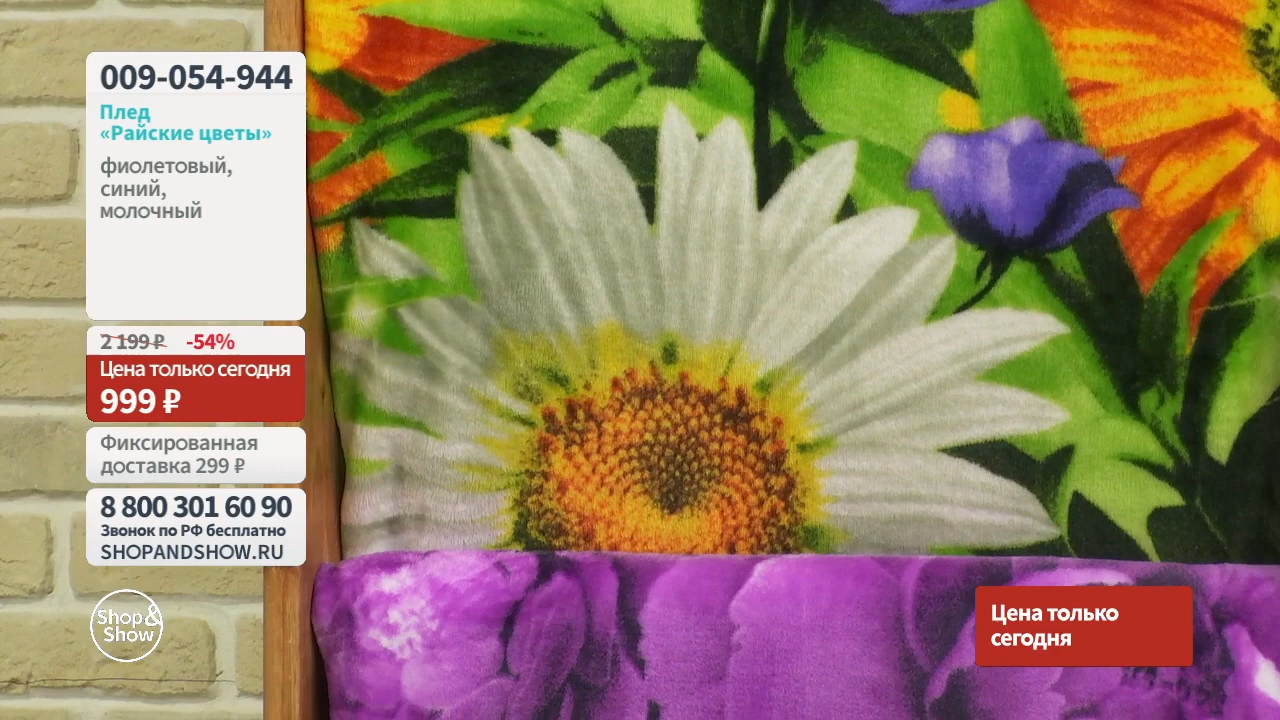 009-054-944
Плед
«Райские цветы»
фиолетовый,
синий,
молочный
2 199 ₽ -54%
Цена только сегодня
999 ₽
Фиксированная
доставка 299 ₽
8 800 301 60 90
Звонок по РФ бесплатно
SHOPANDSHOW.RU
Shop&
Show
Цена только
сегодня